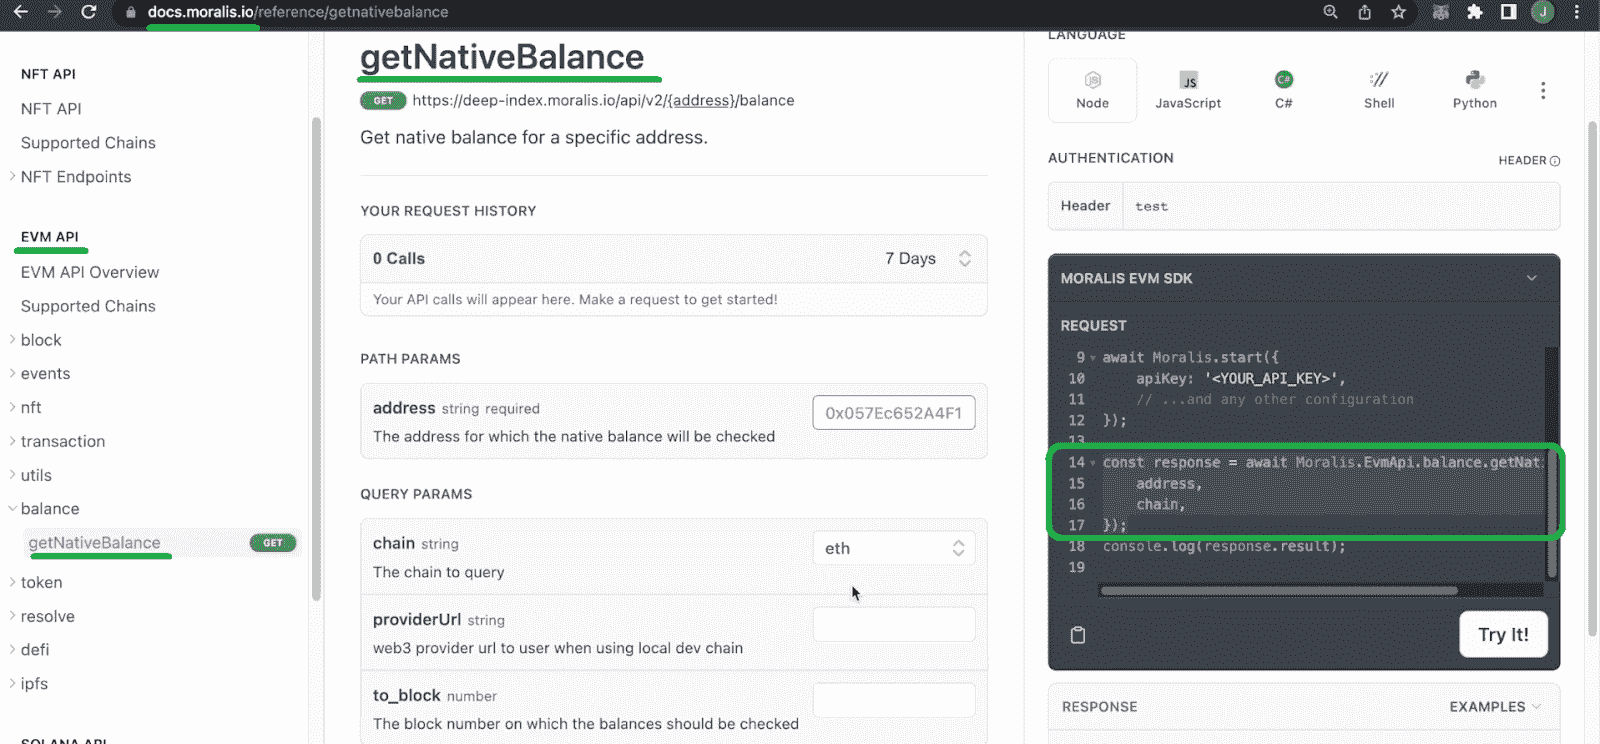 docs.moralis.io/reference/getnativebalance
J
NFT API
NFT API
Supported Chains
NFT Endpoints
EVM API
EVM API Overview
Supported Chains
block
events
nft
transaction
utils
balance
getNativeBalance GET
token
resolve
defi
ipfs
SOLANA API
getNativeBalance
GET https://deep-index.moralis.io/api/v2/{address}/balance
Get native balance for a specific address.
YOUR REQUEST HISTORY
0 Calls 7 Days
Your API calls will appear here. Make a request to get started!
PATH PARAMS
address string required 0x057Ec652A4F1
The address for which the native balance will be checked
QUERY PARAMS
chain string eth
The chain to query
providerUrl string
web3 provider url to user when using local dev chain
to_block number
The block number on which the balances should be checked
LANGUAGE
JS C#
Node JavaScript C# Shell Python
AUTHENTICATION HEADER
Header test
MORALIS EVM SDK
REQUEST
9 await Moralis.start({
10 apiKey: '<YOUR_API_KEY>',
11 // ...and any other configuration
12 });
13
14 const response = await Moralis.EvmApi.balance.getNat
15 address,
16 chain,
17 });
18 console.log(response.result);
19
Try It!
RESPONSE EXAMPLES